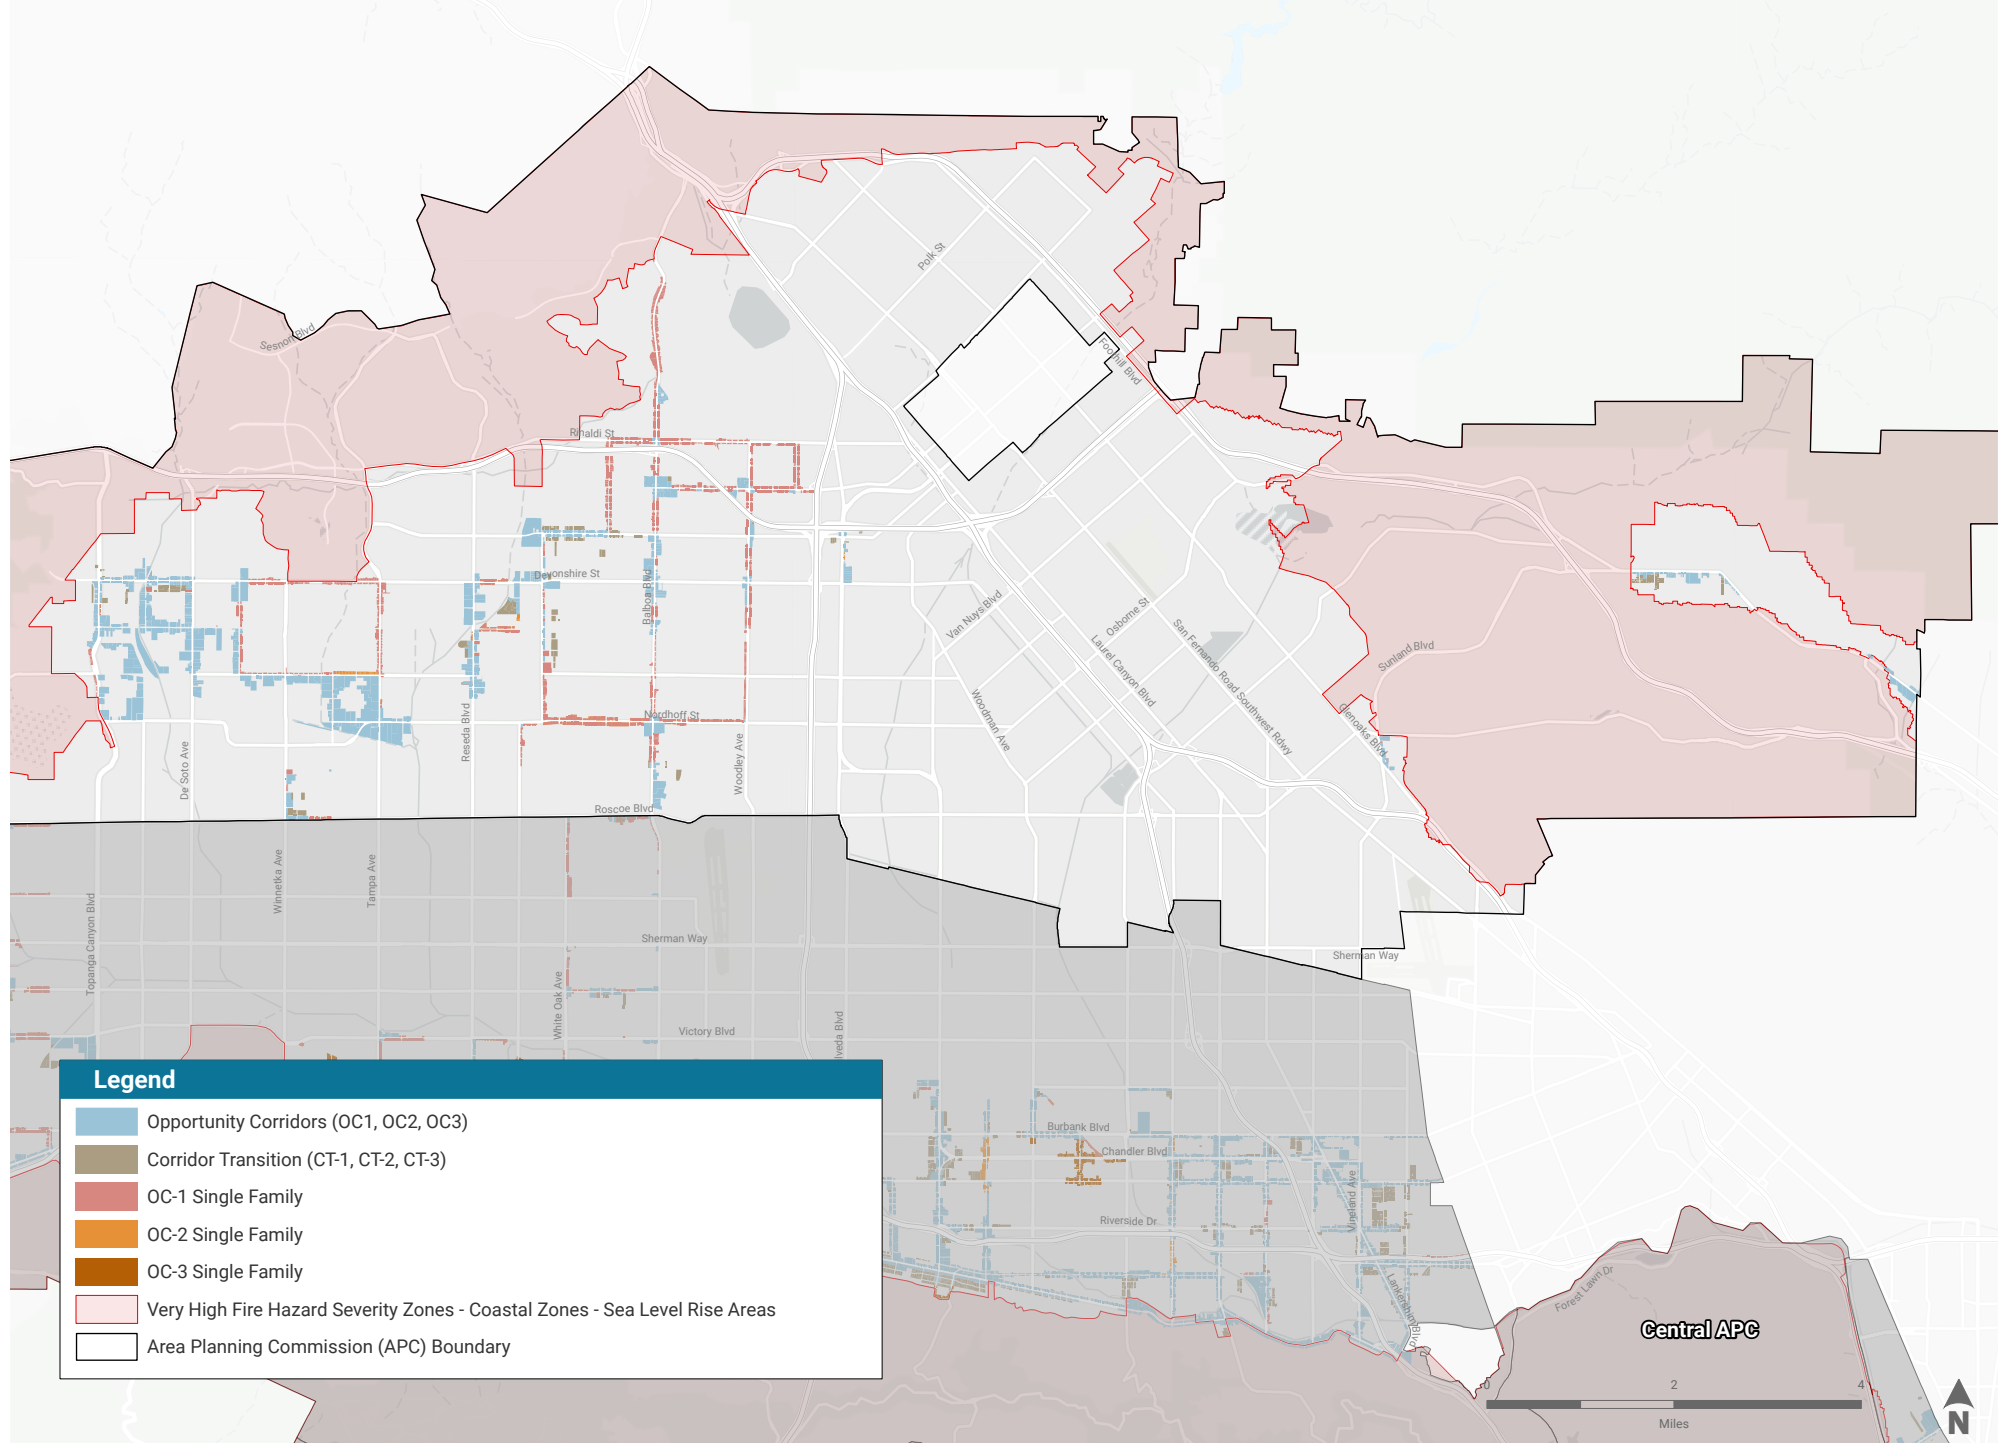 Polk St
Sesnon Blvd
Foothill Blvd
Rinaldi St
Devonshire St
Balboa Blvd
Van Nuys Blvd
Osborne St
Laurel Canyon Blvd
San Fernando Road Southwest Rdwy
Sunland Blvd
Woodman Ave
Glenoaks Blvd
Nordhoff St
Reseda Blvd
De Soto Ave
Woodley Ave
Roscoe Blvd
Winnetka Ave
Tampa Ave
Topanga Canyon Blvd
Sherman Way
Sherman Way
White Oak Ave
Victory Blvd
lveda Blvd
Burbank Blvd
Chandler Blvd
Vineland Ave
Riverside Dr
Lankershim Blvd
Forest Lawn Dr
Central APC
Legend
Opportunity Corridors (OC1, OC2, OC3)
Corridor Transition (CT-1, CT-2, CT-3)
OC-1 Single Family
OC-2 Single Family
OC-3 Single Family
Very High Fire Hazard Severity Zones - Coastal Zones - Sea Level Rise Areas
Area Planning Commission (APC) Boundary
0 2 4
Miles
N